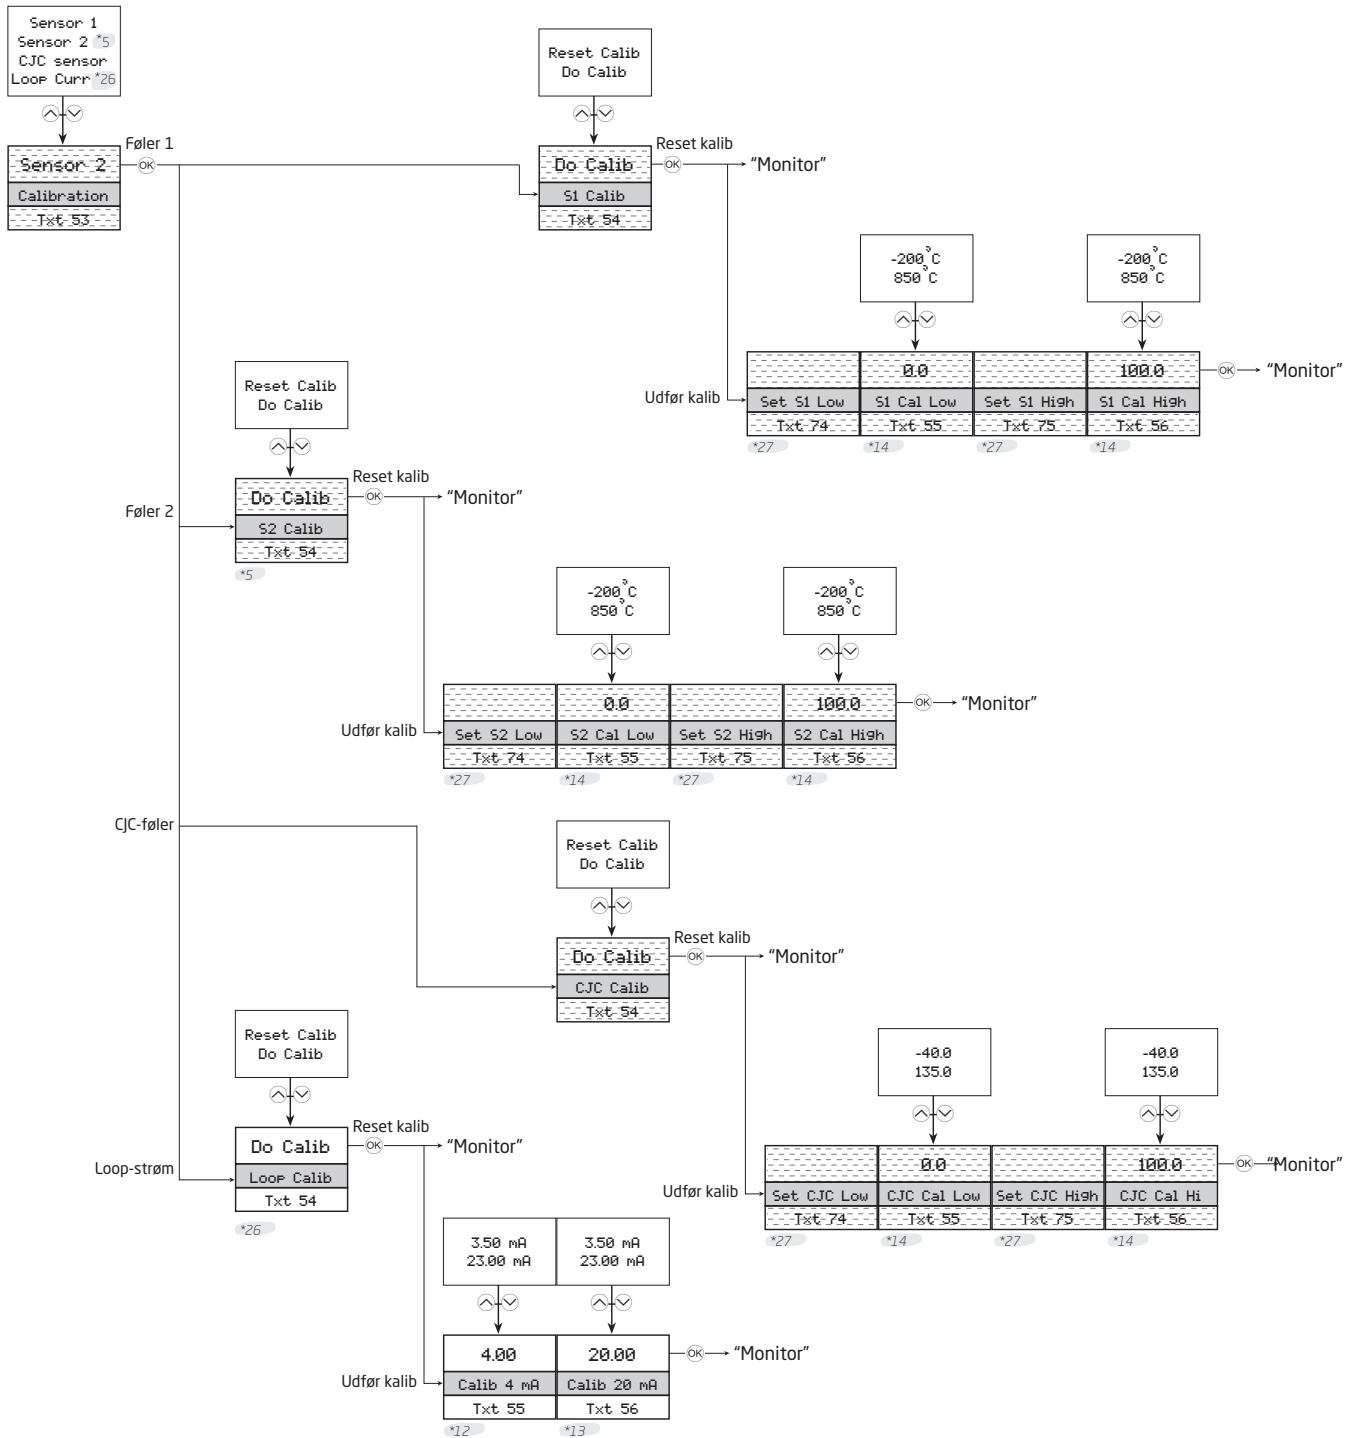 Sensor 1
Sensor 2 *5
CJC sensor
Loop Curr *26
Føler 1
Sensor 2
OK
Calibration
Txt 53
Reset Calib
Do Calib
Reset kalib
Do Calib
OK
"Monitor"
S1 Calib
Txt 54
-200°C
850°C
-200°C
850°C
0.0
100.0
OK
"Monitor"
Udfør kalib
Set S1 Low
S1 Cal Low
Set S1 High
S1 Cal High
Txt 74
Txt 55
Txt 75
Txt 56
*27
*14
*27
*14
Reset Calib
Do Calib
Reset kalib
Do Calib
OK
"Monitor"
Føler 2
S2 Calib
Txt 54
*5
-200°C
850°C
-200°C
850°C
0.0
100.0
OK
"Monitor"
Udfør kalib
Set S2 Low
S2 Cal Low
Set S2 High
S2 Cal High
Txt 74
Txt 55
Txt 75
Txt 56
*27
*14
*27
*14
CJC-føler
Reset Calib
Do Calib
Reset kalib
Do Calib
OK
"Monitor"
CJC Calib
Txt 54
-40.0
135.0
-40.0
135.0
0.0
100.0
OK
"Monitor"
Udfør kalib
Set CJC Low
CJC Cal Low
Set CJC High
CJC Cal Hi
Txt 74
Txt 55
Txt 75
Txt 56
*27
*14
*27
*14
Reset Calib
Do Calib
Reset kalib
Do Calib
OK
"Monitor"
Loop-strøm
Loop Calib
Txt 54
*26
3.50 mA
23.00 mA
3.50 mA
23.00 mA
4.00
20.00
OK
"Monitor"
Udfør kalib
Calib 4 mA
Calib 20 mA
Txt 55
Txt 56
*12
*13